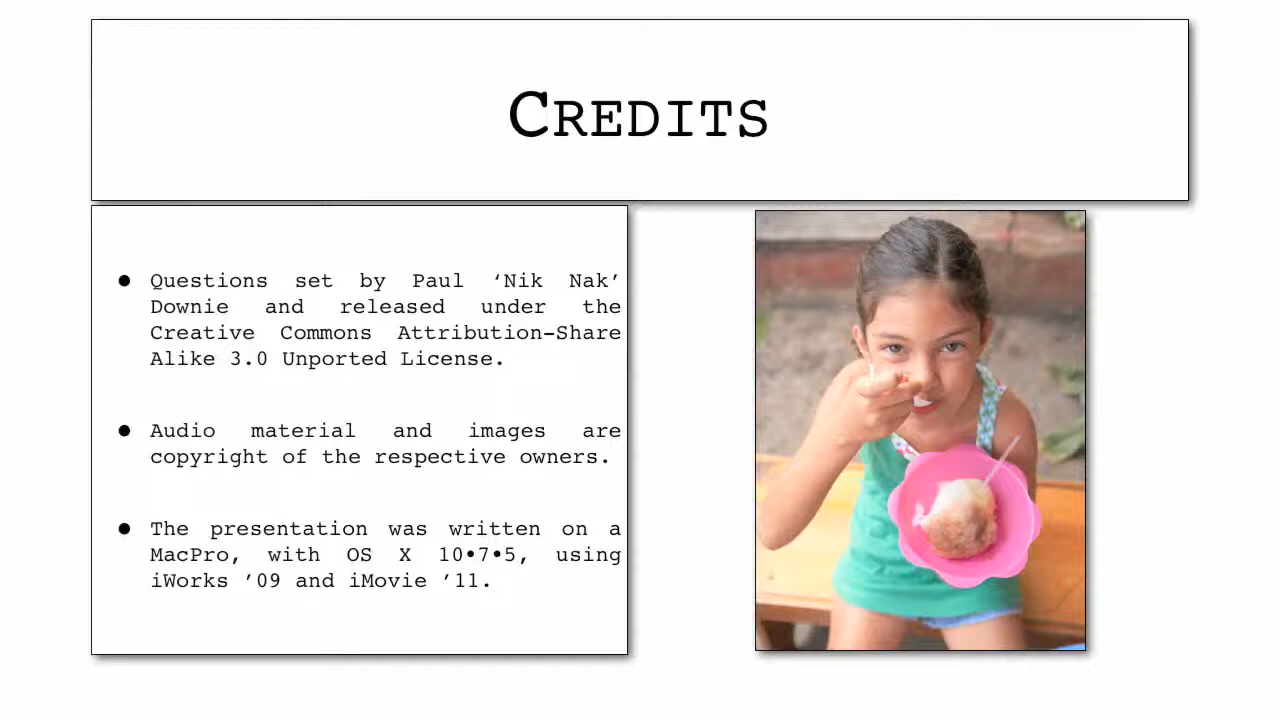 CREDITS
● Questions set by Paul ‘Nik Nak’
Downie and released under the
Creative Commons Attribution-Share
Alike 3.0 Unported License.
● Audio material and images are
copyright of the respective owners.
● The presentation was written on a
MacPro, with OS X 10•7•5, using
iWorks ’09 and iMovie ’11.